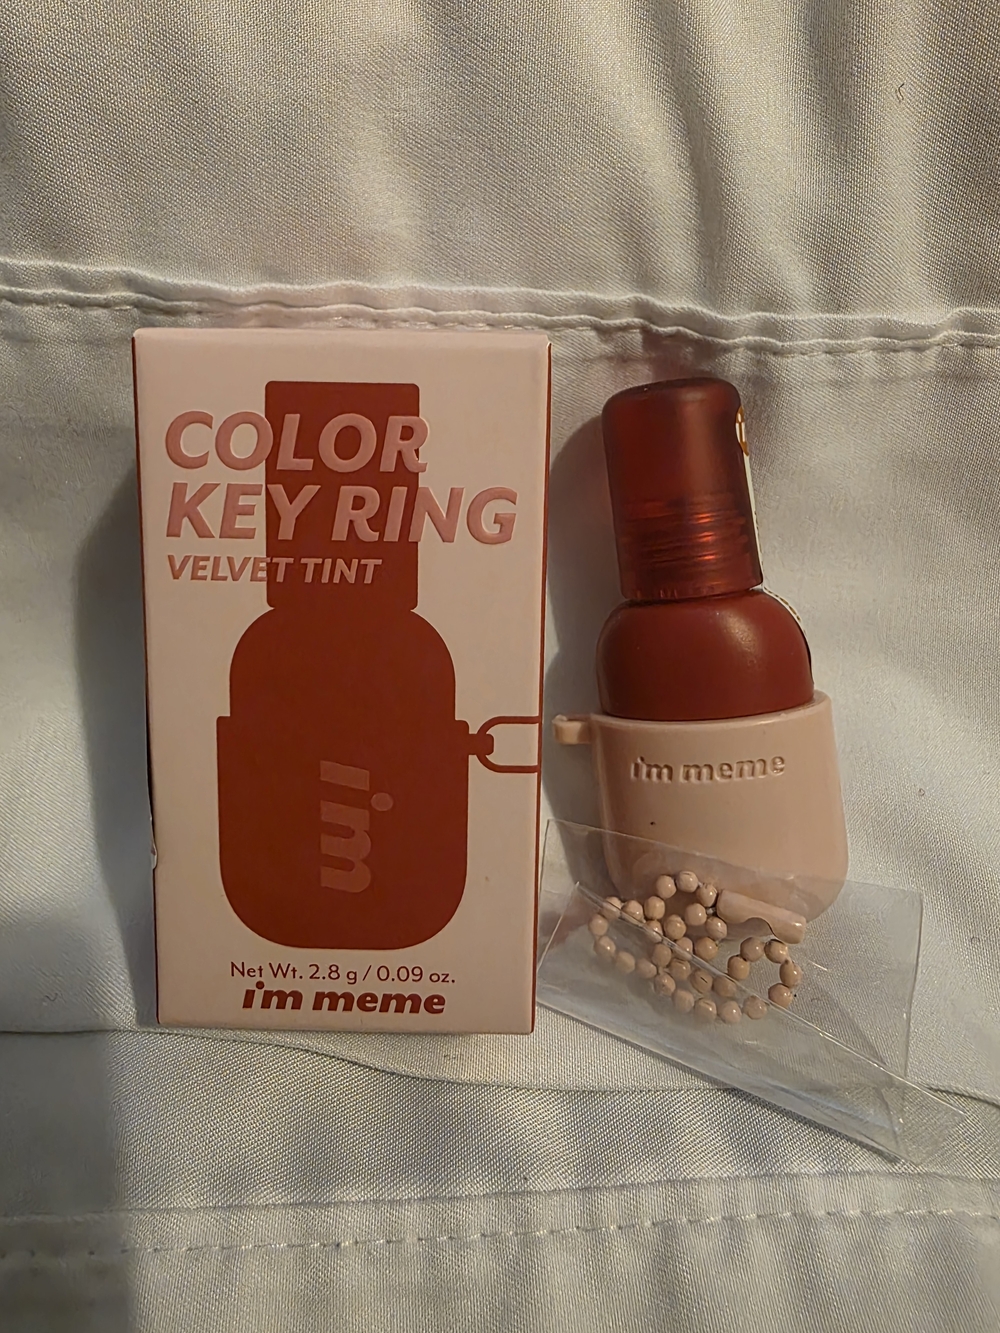 COLOR
KEY RING
VELVET TINT
i'm
Net Wt. 2.8 g / 0.09 oz.
i'm meme
i'm meme